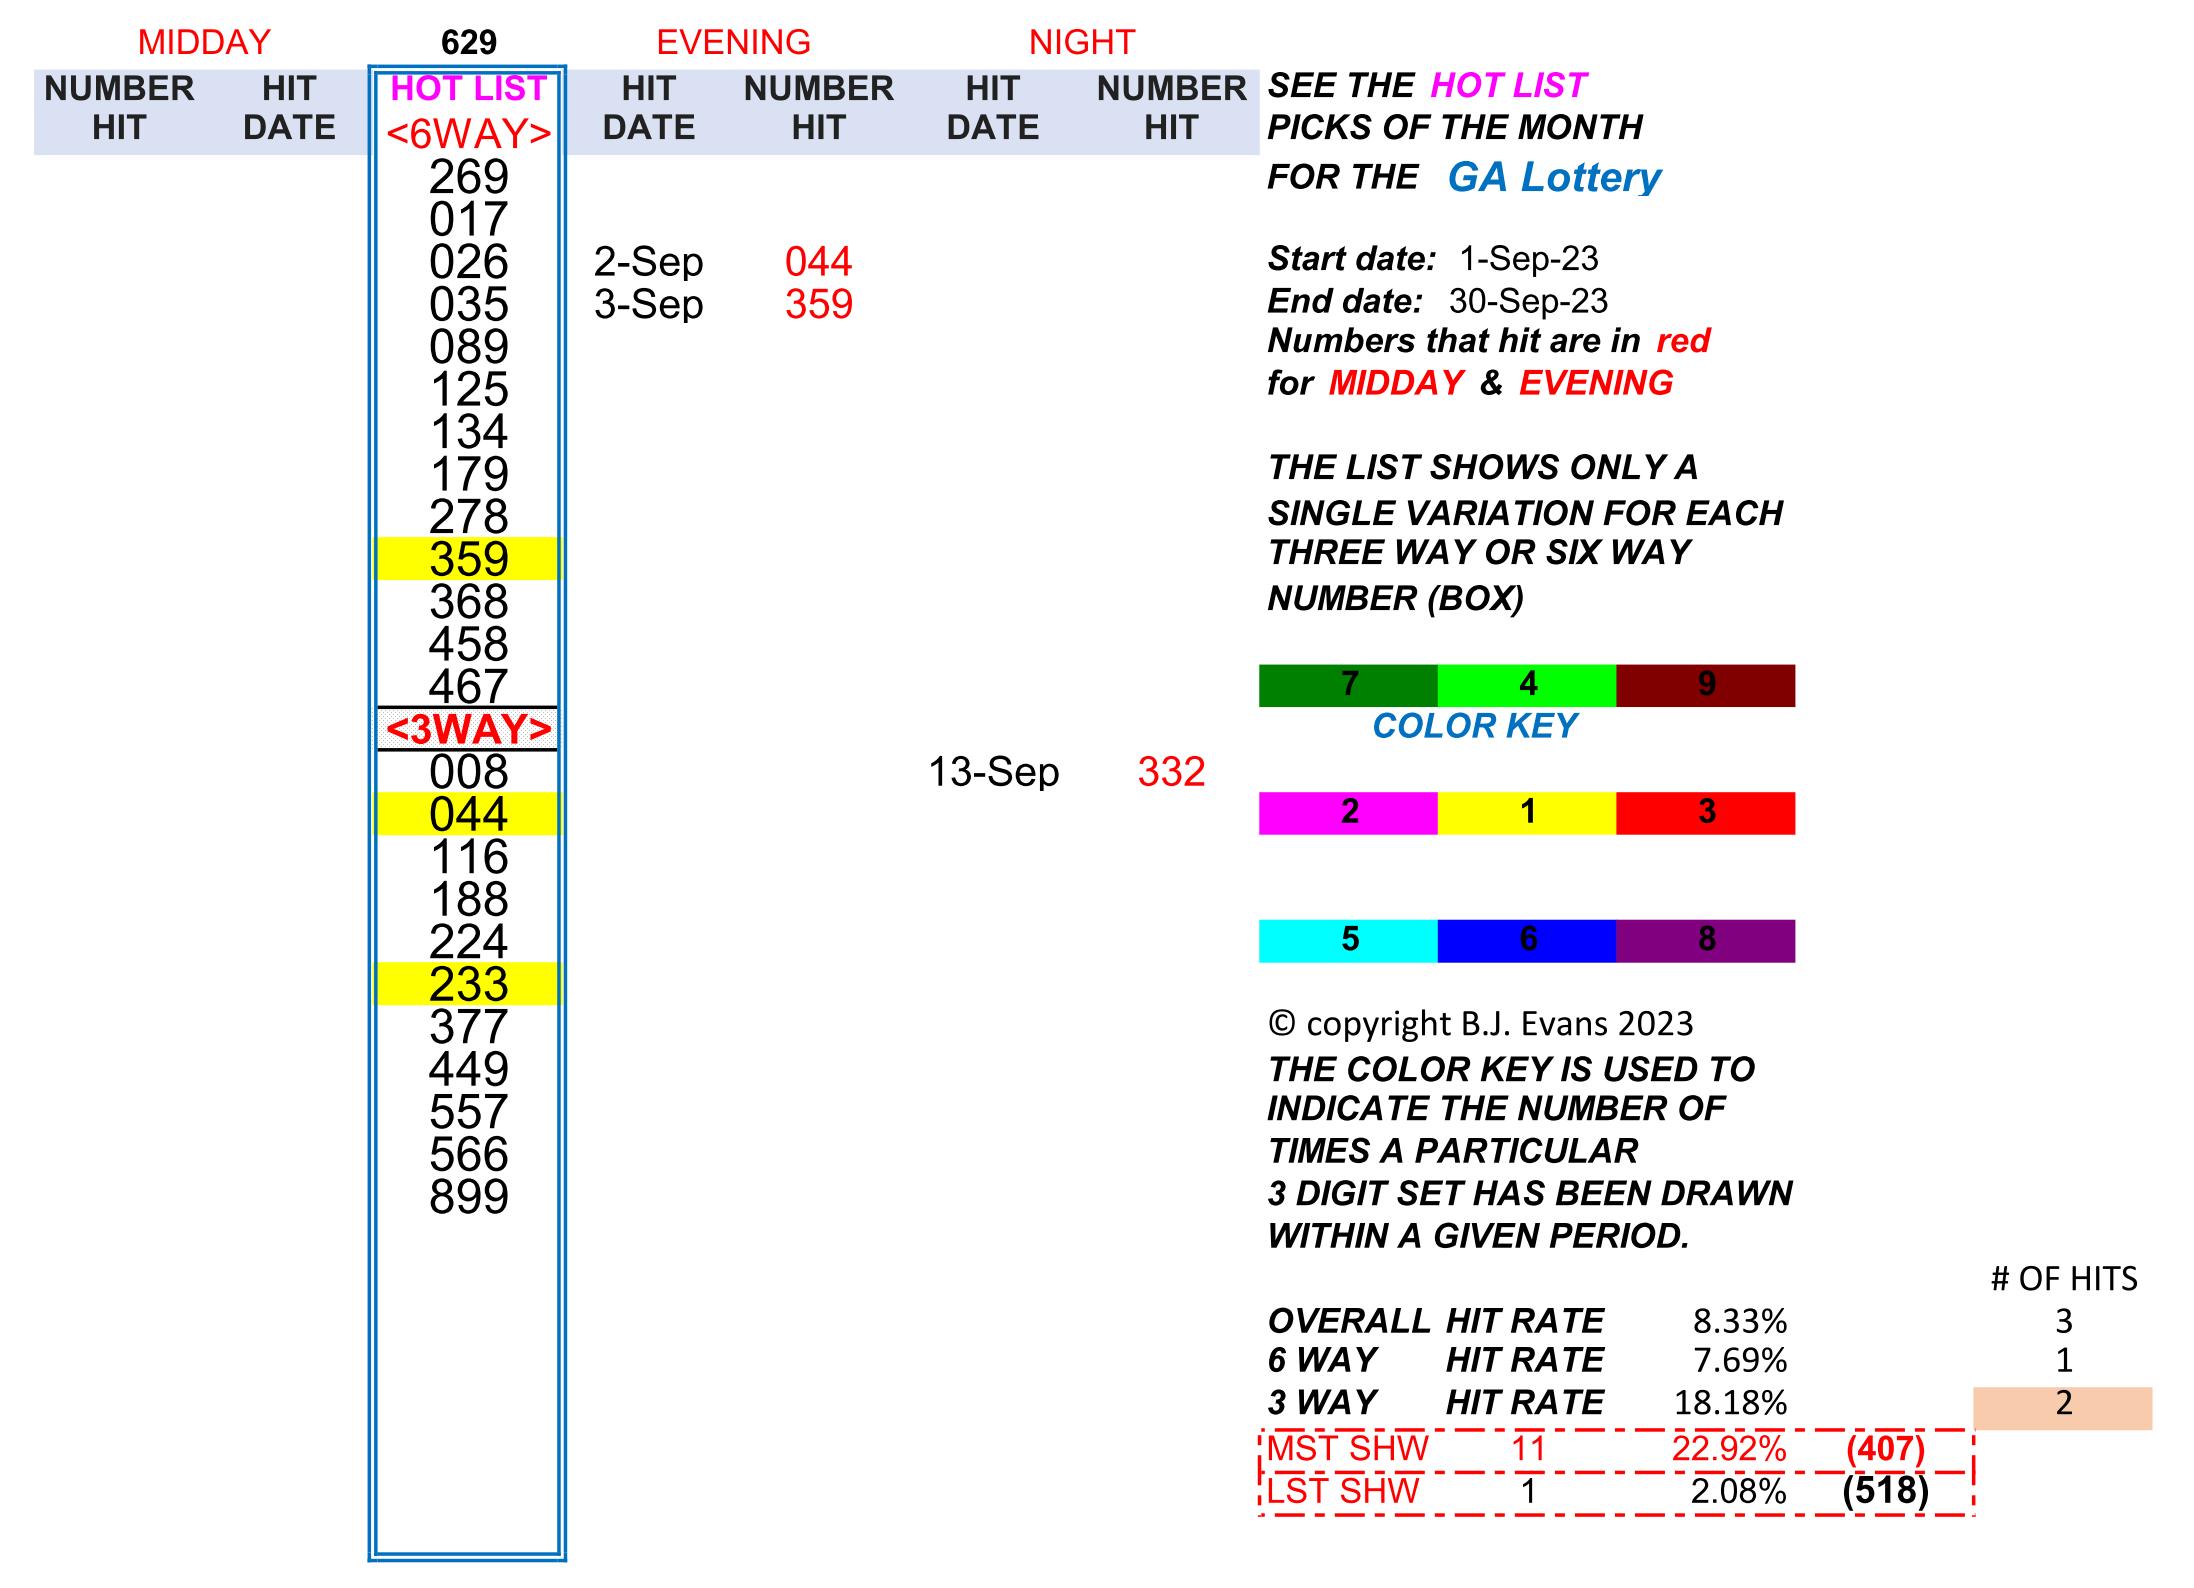 MIDDAY 629 EVENING NIGHT
NUMBER HIT HOT LIST HIT NUMBER HIT NUMBER
HIT DATE <6WAY> DATE HIT DATE HIT
SEE THE HOT LIST
PICKS OF THE MONTH
269 FOR THE GA Lottery
017
026 2-Sep 044 Start date: 1-Sep-23
035 3-Sep 359 End date: 30-Sep-23
089 Numbers that hit are in red
125 for MIDDAY & EVENING
134
179 THE LIST SHOWS ONLY A
278 SINGLE VARIATION FOR EACH
359 THREE WAY OR SIX WAY
368 NUMBER (BOX)
458
467 7 4 9
<3WAY> COLOR KEY
008 13-Sep 332
044 2 1 3
116
188
224 5 6 8
233
377 © copyright B.J. Evans 2023
449 THE COLOR KEY IS USED TO
557 INDICATE THE NUMBER OF
566 TIMES A PARTICULAR
899 3 DIGIT SET HAS BEEN DRAWN
WITHIN A GIVEN PERIOD.
# OF HITS
OVERALL HIT RATE 8.33% 3
6 WAY HIT RATE 7.69% 1
3 WAY HIT RATE 18.18% 2
MST SHW 11 22.92% (407)
LST SHW 1 2.08% (518)